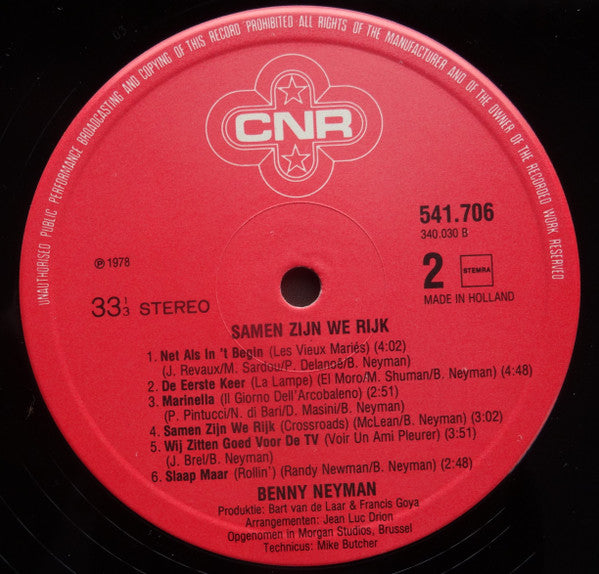 UNAUTHORISED PUBLIC PERFORMANCE BROADCASTING AND COPYING OF THIS RECORD PROHIBITED ALL RIGHTS OF THE MANUFACTURER AND OF THE OWNER OF THE RECORDED WORK RESERVED
CNR
541.706
340.030 B
℗ 1978
2
STEMRA
33 1/3 STEREO
MADE IN HOLLAND
SAMEN ZIJN WE RIJK
1. Net Als In 't Begin (Les Vieux Mariés) (4:02)
(J. Revaux/M. Sardou/P. Delanoë/B. Neyman)
2. De Eerste Keer (La Lampe) (El Moro/M. Shuman/B. Neyman) (4:48)
3. Marinella (Il Giorno Dell'Arcobaleno) (2:51)
(P. Pintucci/N. di Bari/D. Masini/B. Neyman)
4. Samen Zijn We Rijk (Crossroads) (McLean/B. Neyman) (3:02)
5. Wij Zitten Goed Voor De TV (Voir Un Ami Pleurer) (3:51)
(J. Brel/B. Neyman)
6. Slaap Maar (Rollin') (Randy Newman/B. Neyman) (2:48)
BENNY NEYMAN
Produktie: Bart van de Laar & Francis Goya
Arrangementen: Jean Luc Drion
Opgenomen in Morgan Studios, Brussel
Technicus: Mike Butcher